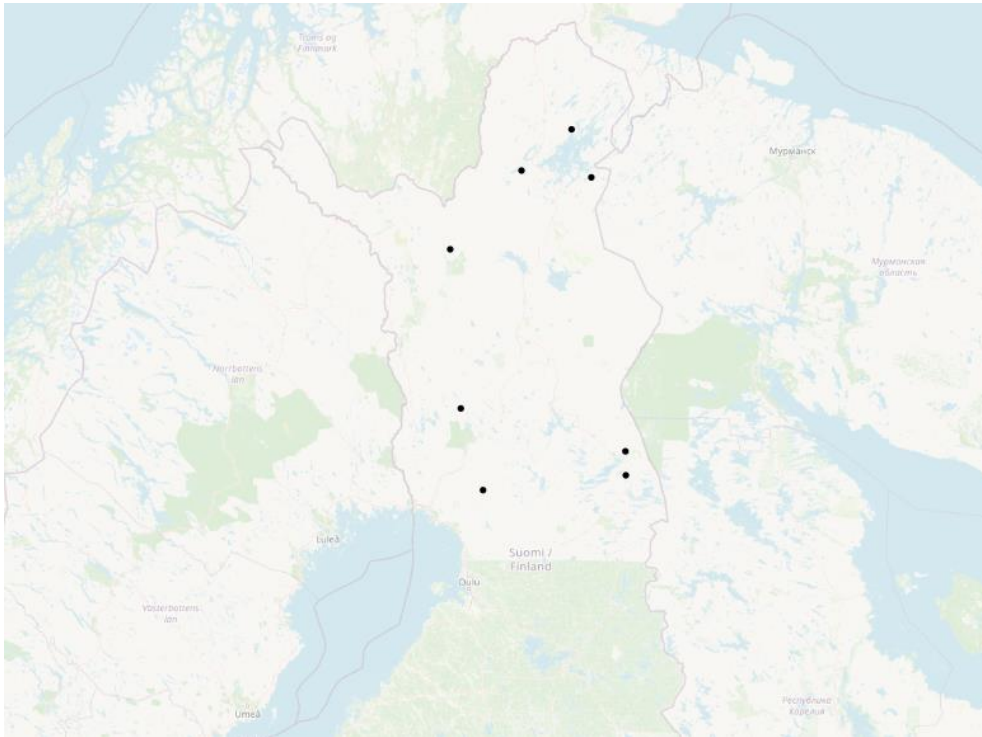 Troms og
Finnmark
Мурманск
Мурманская
область
Norrbottens
län
Luleå
Suomi /
Finland
Oulu
Västerbottens
län
Umeå
Республика
Карелия